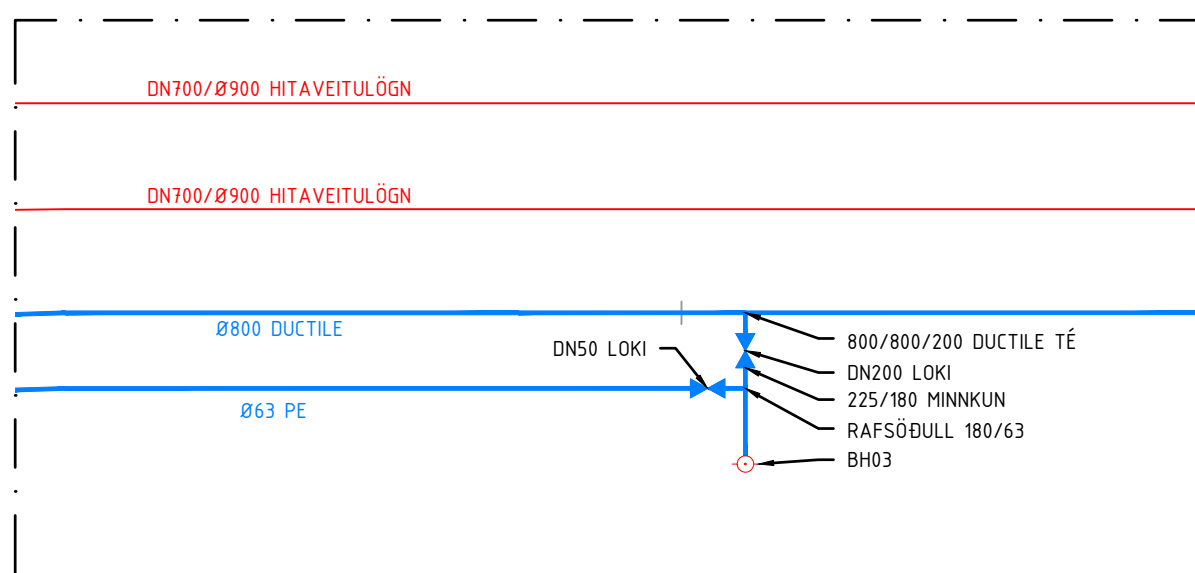 DN700/Ø900 HITAVEITULÖGN
DN700/Ø900 HITAVEITULÖGN
Ø800 DUCTILE
800/800/200 DUCTILE TÉ
DN50 LOKI
DN200 LOKI
225/180 MINNKUN
Ø63 PE
RAFSÖÐULL 180/63
BH03